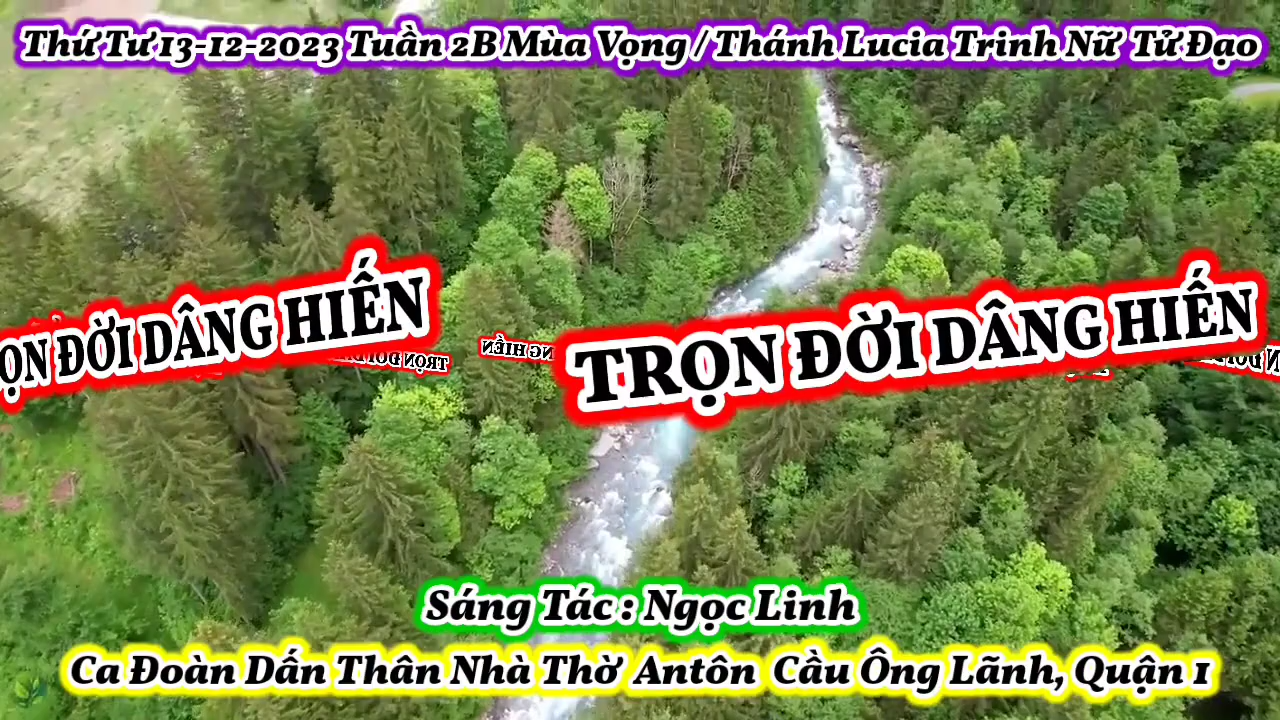 Thứ Tư 13-12-2023 Tuần 2B Mùa Vọng / Thánh Lucia Trinh Nữ Tử Đạo
ĐỜI DÂNG HIẾN
TRỌN ĐỜI DÂNG HIẾN
Sáng Tác : Ngọc Linh
Ca Đoàn Dấn Thân Nhà Thờ Antôn Cầu Ông Lãnh, Quận 1